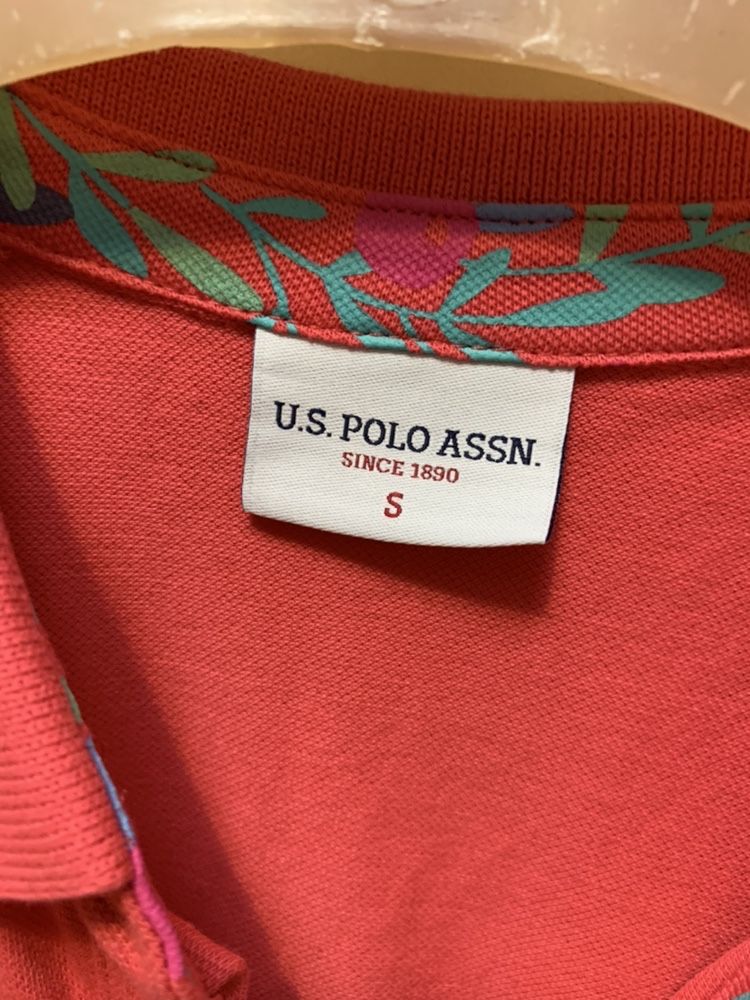 U.S. POLO ASSN.
SINCE 1890
S